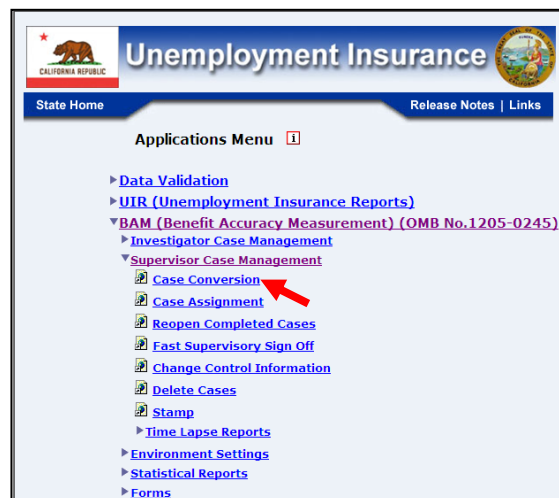 CALIFORNIA REPUBLIC
Unemployment Insurance
State Home
Release Notes | Links
Applications Menu i
Data Validation
UIR (Unemployment Insurance Reports)
BAM (Benefit Accuracy Measurement) (OMB No.1205-0245)
Investigator Case Management
Supervisor Case Management
Case Conversion
Case Assignment
Reopen Completed Cases
Fast Supervisory Sign Off
Change Control Information
Delete Cases
Stamp
Time Lapse Reports
Environment Settings
Statistical Reports
Forms